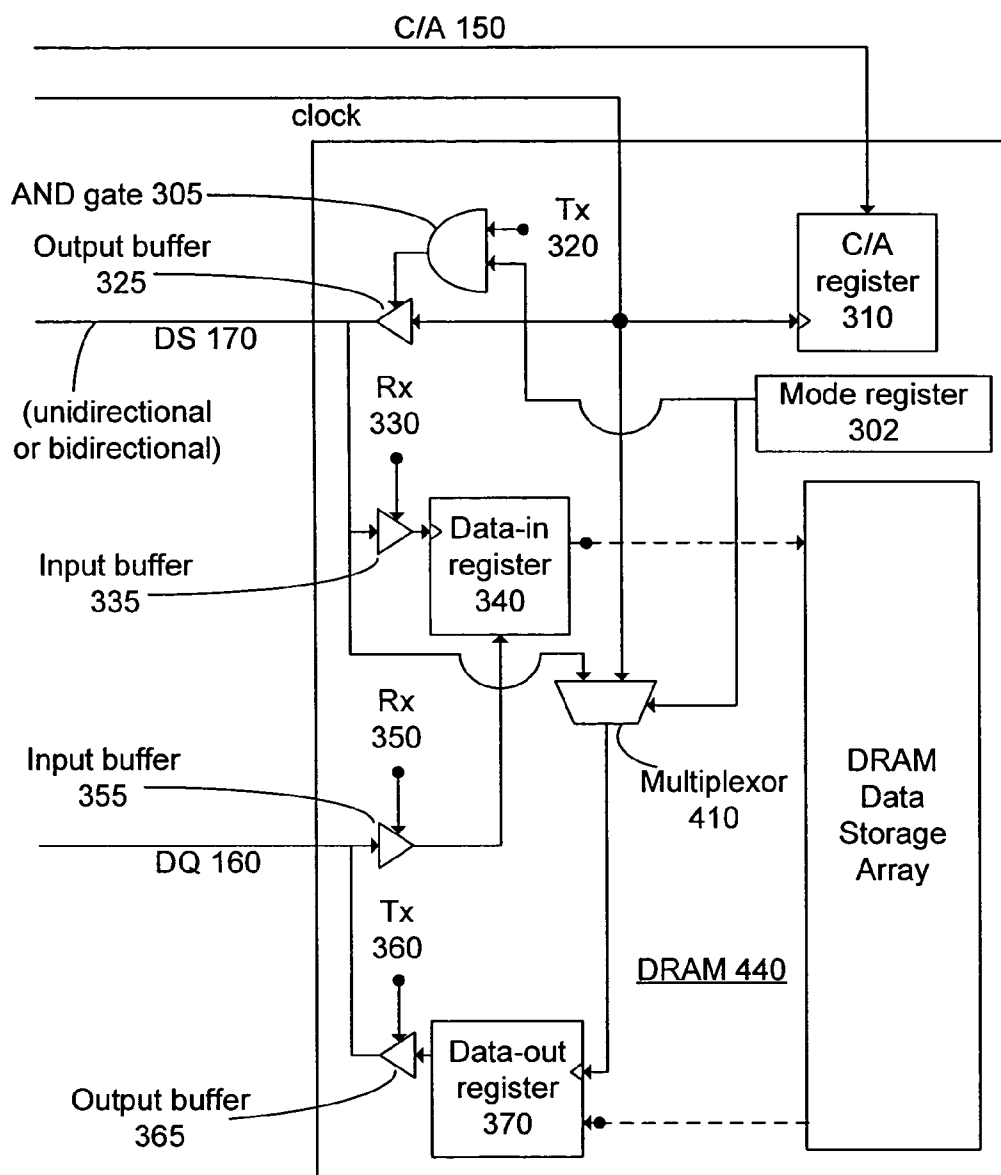 C/A 150
clock
AND gate 305
Tx
320
Output buffer
325
C/A
register
310
DS 170
(unidirectional
or bidirectional)
Rx
330
Mode register
302
Data-in
register
340
Input buffer
335
Rx
350
Input buffer
355
Multiplexor
410
DRAM
Data
Storage
Array
DQ 160
Tx
360
DRAM 440
Data-out
register
370
Output buffer
365